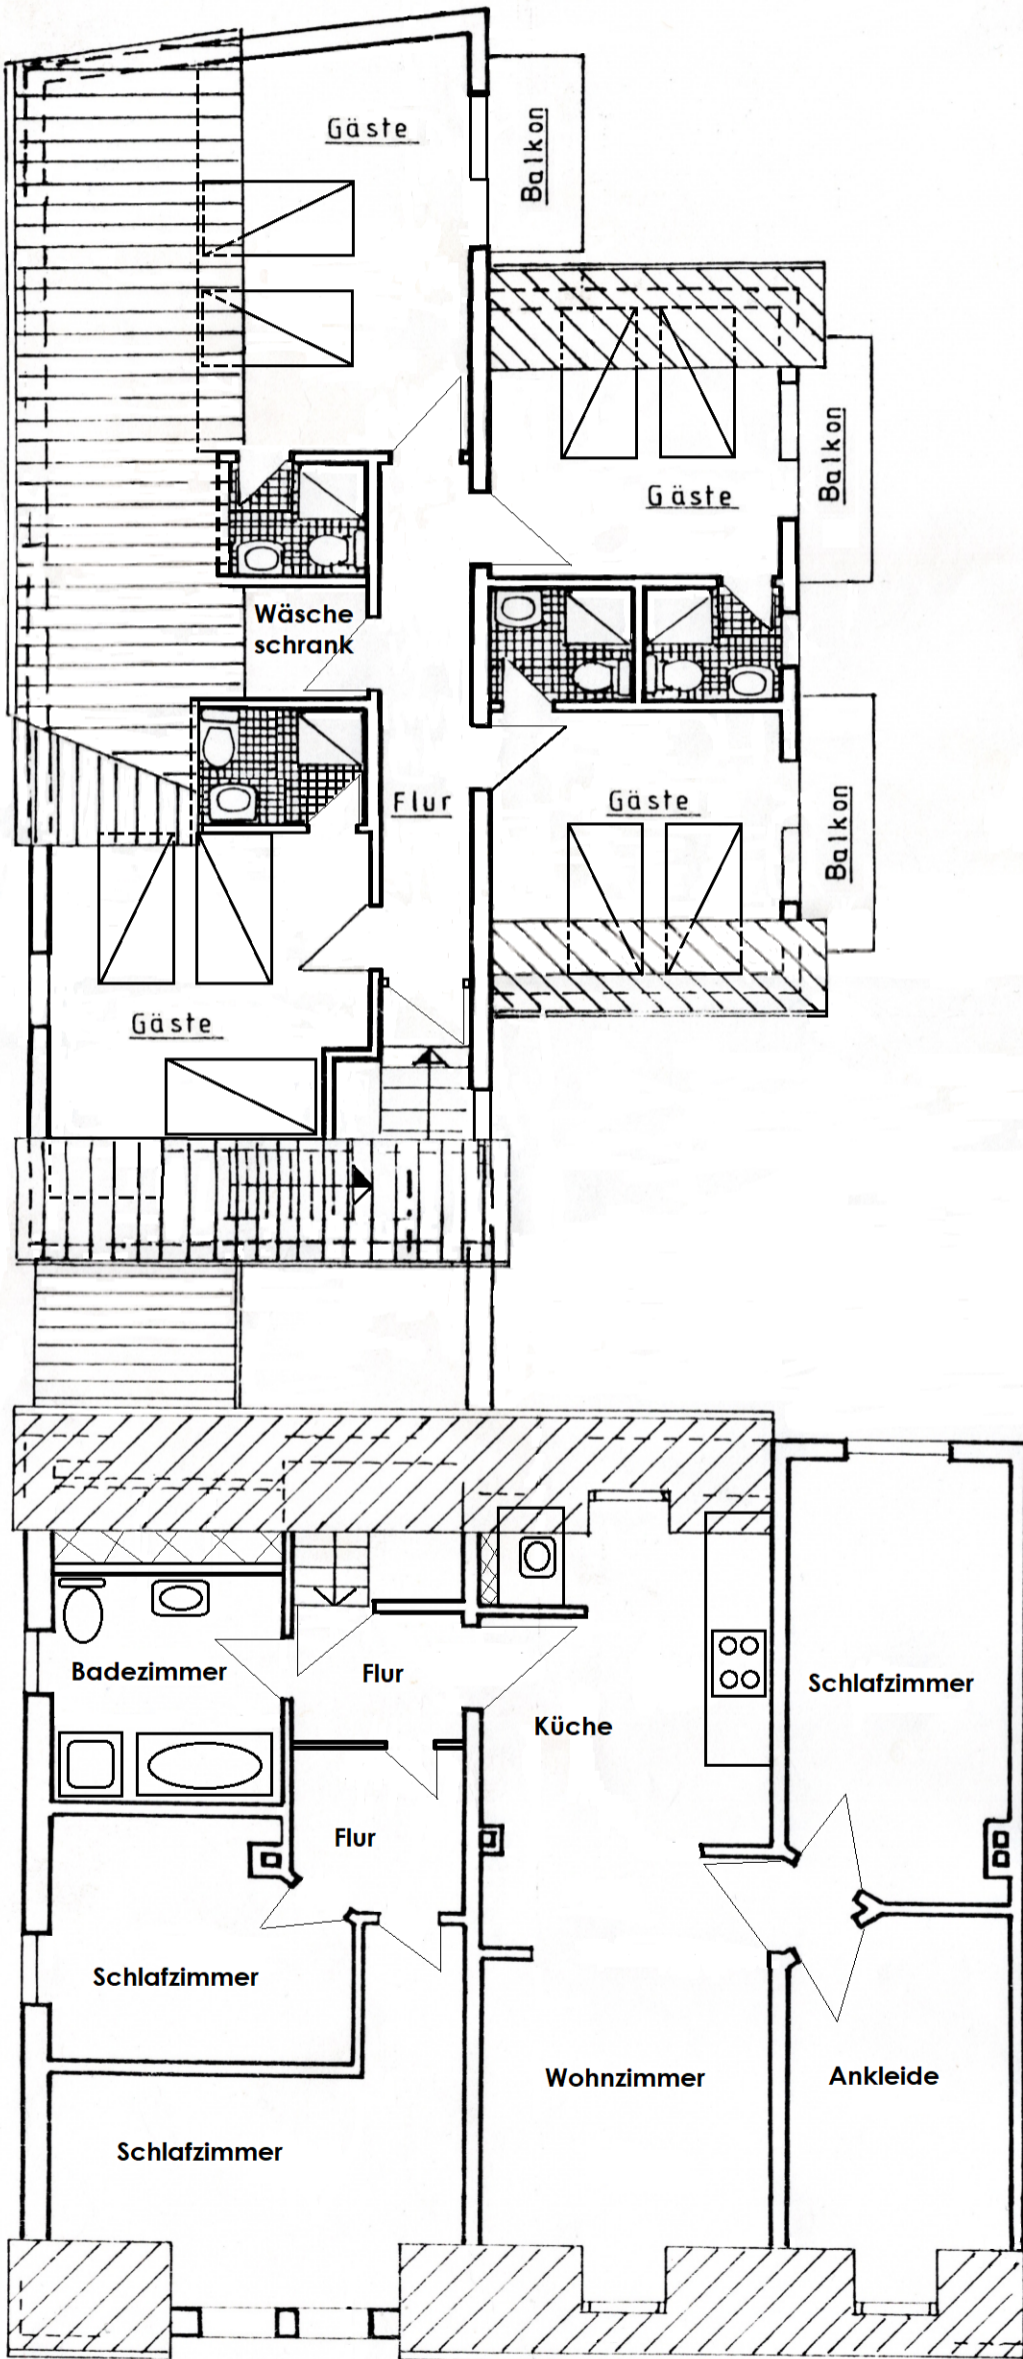 Gäste
Balkon
Balkon
Gäste
Wäsche
schrank
Flur
Gäste
Balkon
Gäste
Badezimmer
Flur
Küche
Schlafzimmer
Flur
Schlafzimmer
Wohnzimmer
Ankleide
Schlafzimmer